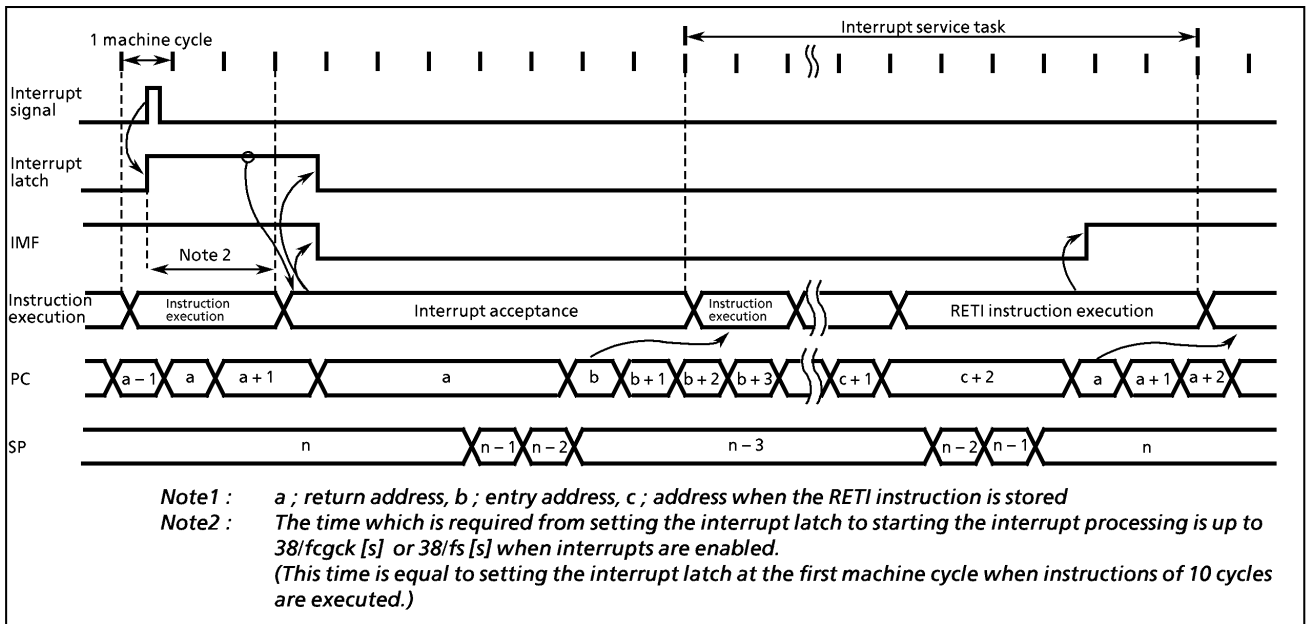 Interrupt service task
1 machine cycle
Interrupt
signal
Interrupt
latch
IMF
Note 2
Instruction
execution
Instruction
execution
Interrupt acceptance
Instruction
execution
RETI instruction execution
PC
a – 1
a
a + 1
a
b
b + 1
b + 2
b + 3
c + 1
c + 2
a
a + 1
a + 2
SP
n
n – 1
n – 2
n – 3
n – 2
n – 1
n
Note1 : a ; return address, b ; entry address, c ; address when the RETI instruction is stored
Note2 : The time which is required from setting the interrupt latch to starting the interrupt processing is up to
38/fcgck [s] or 38/fs [s] when interrupts are enabled.
(This time is equal to setting the interrupt latch at the first machine cycle when instructions of 10 cycles
are executed.)